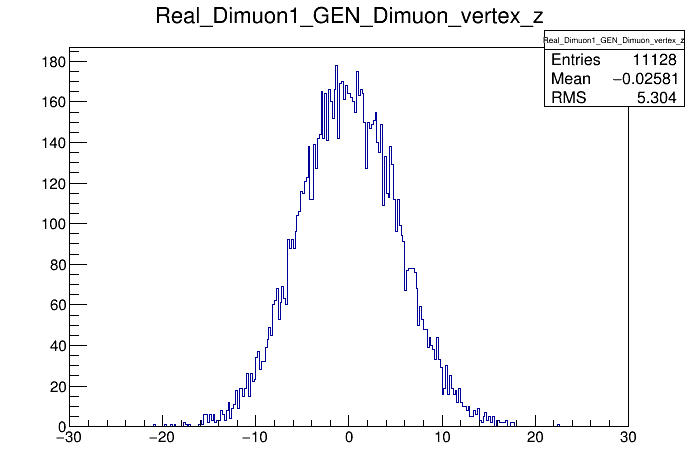 Real_Dimuon1_GEN_Dimuon_vertex_z
Real_Dimuon1_GEN_Dimuon_vertex_z
Entries 11128
Mean −0.02581
RMS 5.304
180
160
140
120
100
80
60
40
20
0
−30 −20 −10 0 10 20 30